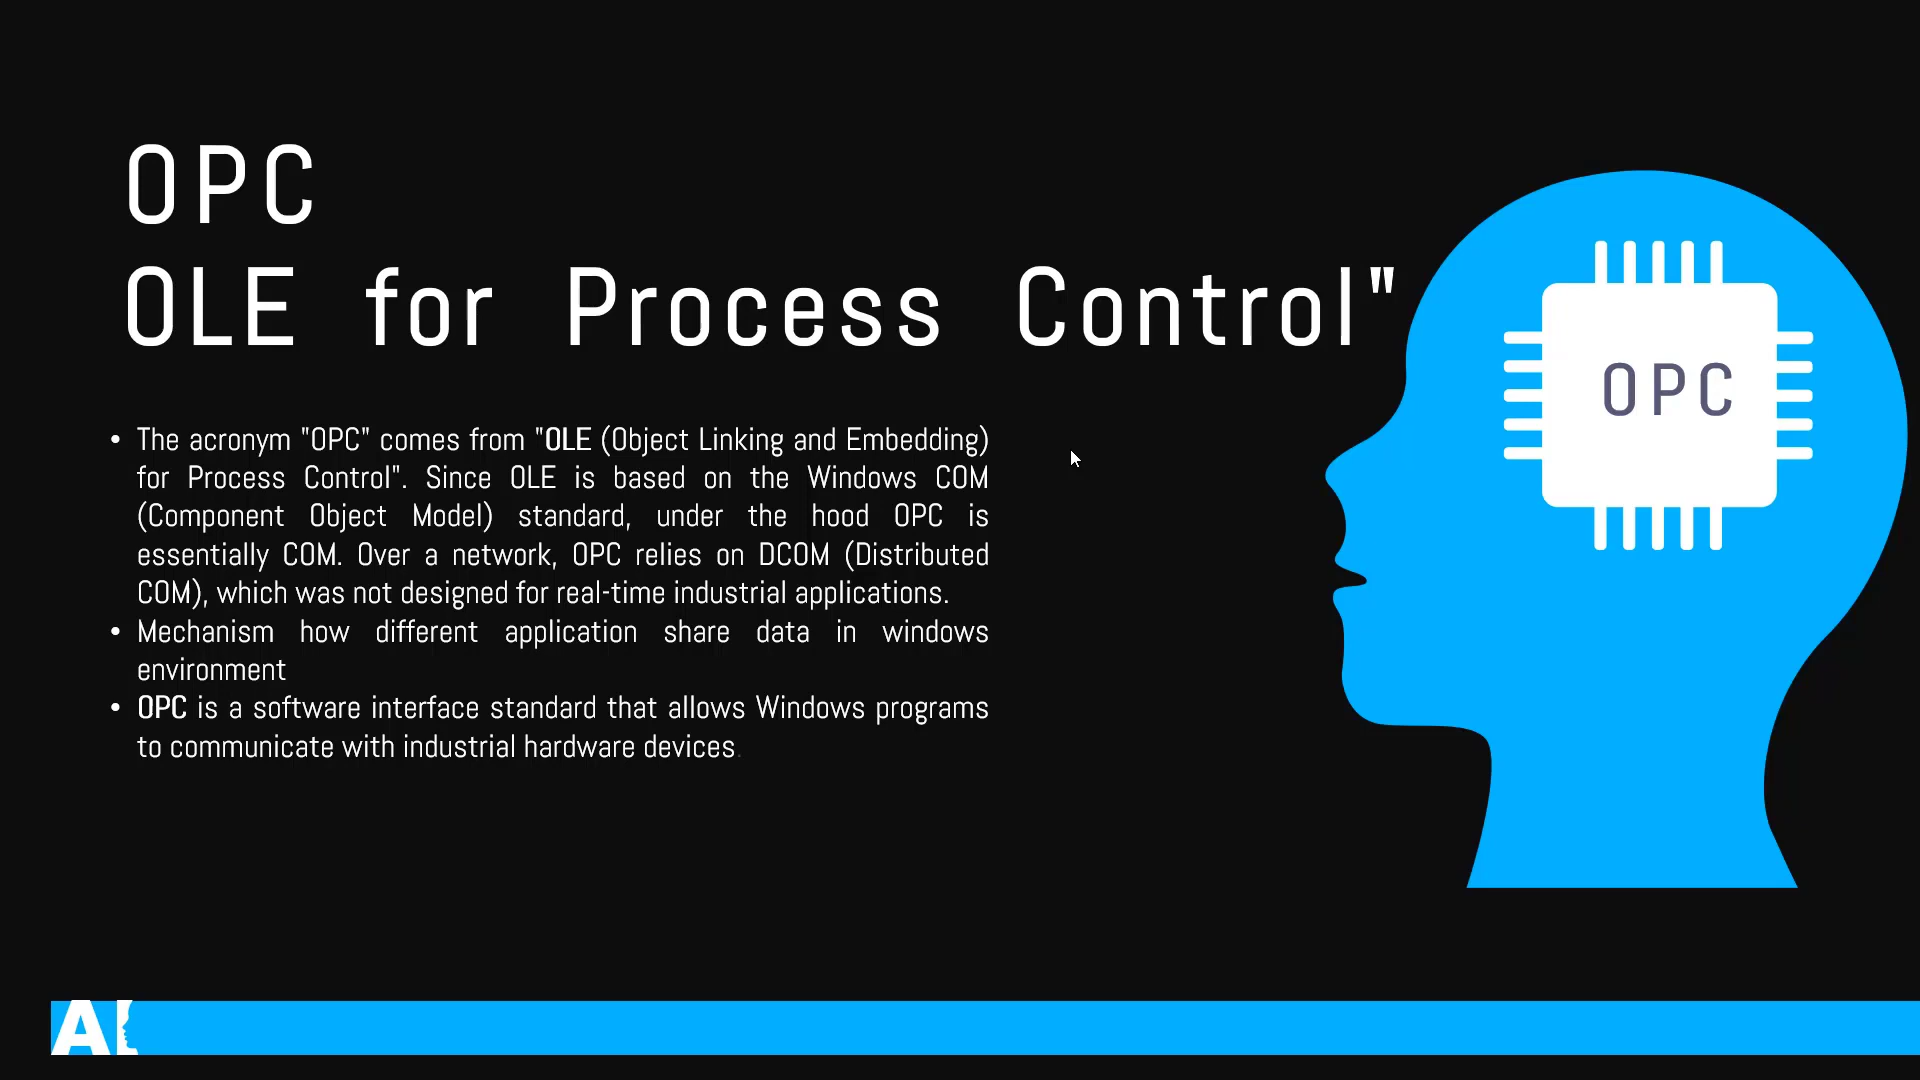 OPC
OLE for Process Control"
OPC
• The acronym "OPC" comes from "OLE (Object Linking and Embedding)
for Process Control". Since OLE is based on the Windows COM
(Component Object Model) standard, under the hood OPC is
essentially COM. Over a network, OPC relies on DCOM (Distributed
COM), which was not designed for real-time industrial applications.
• Mechanism how different application share data in windows
environment
• OPC is a software interface standard that allows Windows programs
to communicate with industrial hardware devices.
AI